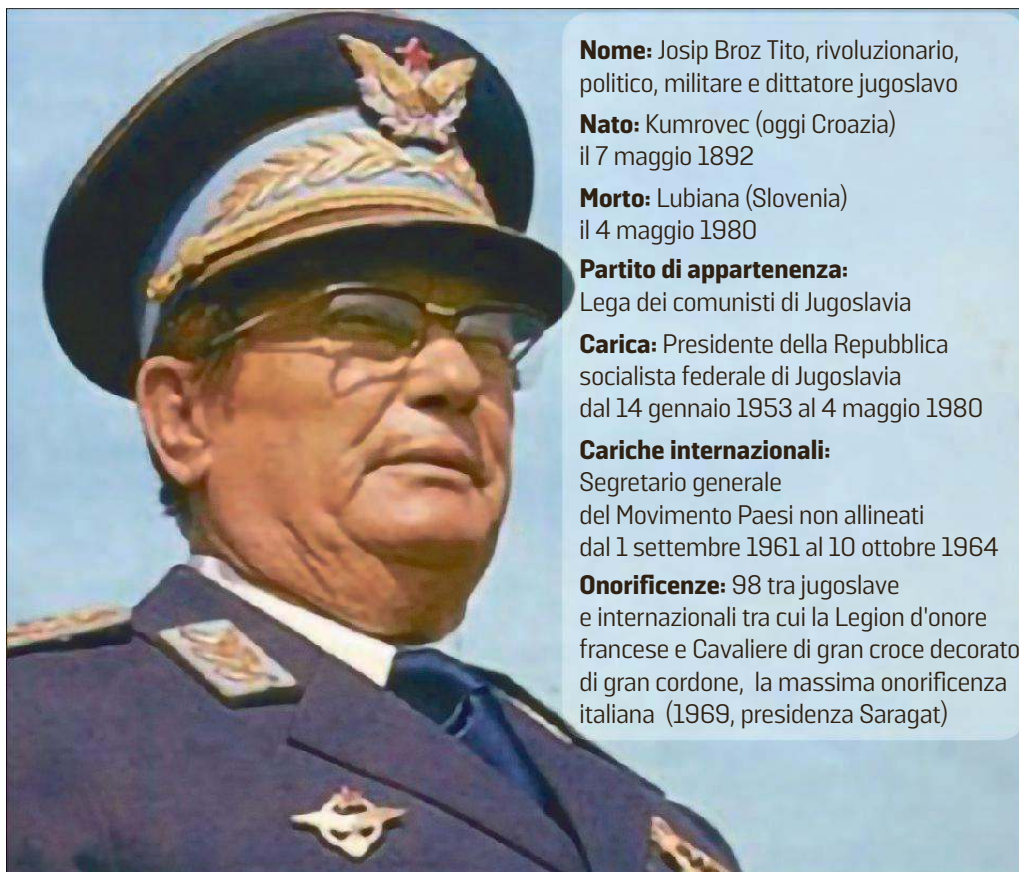 Nome: Josip Broz Tito, rivoluzionario,
politico, militare e dittatore jugoslavo
Nato: Kumrovec (oggi Croazia)
il 7 maggio 1892
Morto: Lubiana (Slovenia)
il 4 maggio 1980
Partito di appartenenza:
Lega dei comunisti di Jugoslavia
Carica: Presidente della Repubblica
socialista federale di Jugoslavia
dal 14 gennaio 1953 al 4 maggio 1980
Cariche internazionali:
Segretario generale
del Movimento Paesi non allineati
dal 1 settembre 1961 al 10 ottobre 1964
Onorificenze: 98 tra jugoslave
e internazionali tra cui la Legion d'onore
francese e Cavaliere di gran croce decorato
di gran cordone, la massima onorificenza
italiana (1969, presidenza Saragat)